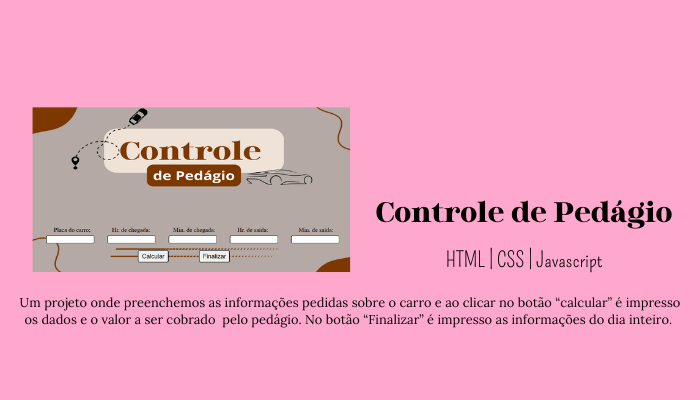 Controle
de Pedágio
Placa do carro: Hr. de chegada: Min. de chegada: Hr. de saída: Min. de saída:
Calcular Finalizar
Controle de Pedágio
HTML | CSS | Javascript
Um projeto onde preenchemos as informações pedidas sobre o carro e ao clicar no botão “calcular” é impresso
os dados e o valor a ser cobrado pelo pedágio. No botão “Finalizar” é impresso as informações do dia inteiro.